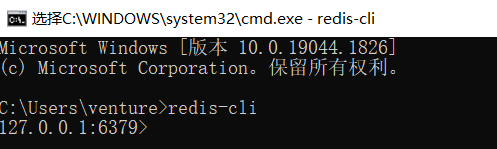 选择C:\WINDOWS\system32\cmd.exe - redis-cli
Microsoft Windows [版本 10.0.19044.1826]
(c) Microsoft Corporation。保留所有权利。
C:\Users\venture>redis-cli
127.0.0.1:6379>